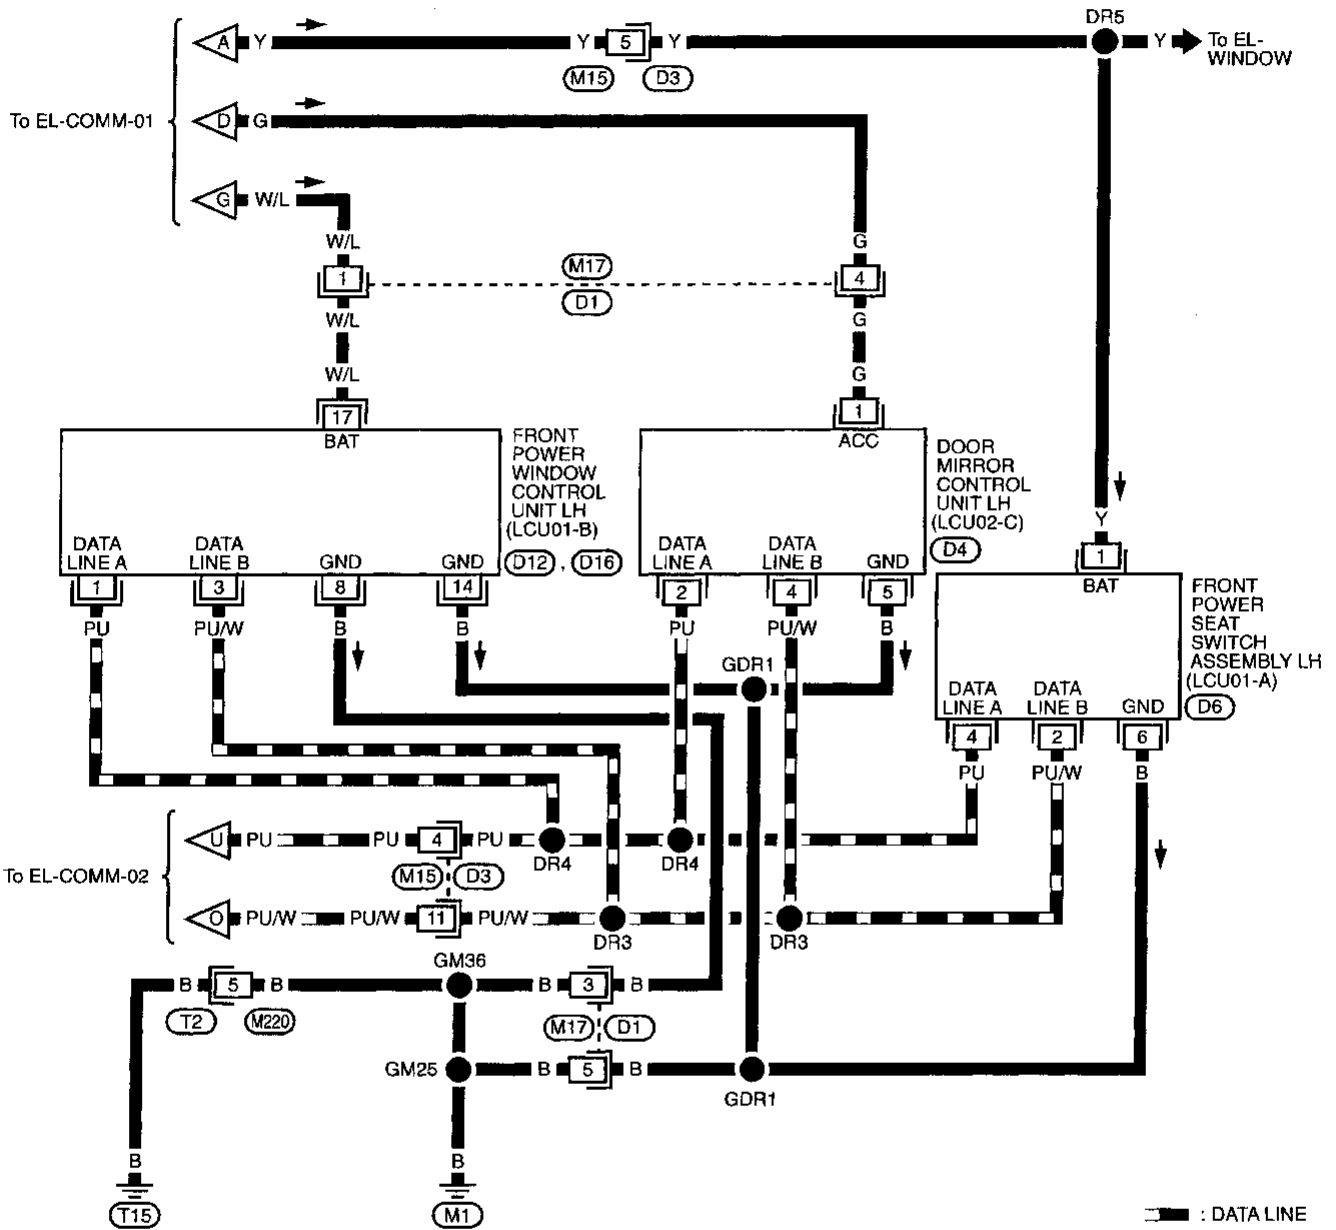 DR5
A Y Y 5 Y Y To EL-
WINDOW
M15 D3
To EL-COMM-01
D G
G W/L
W/L G
1 M17 4
D1
W/L G
W/L G
17 1
BAT ACC
FRONT
POWER
WINDOW
CONTROL
UNIT LH
(LCU01-B)
D12 , D16
DOOR
MIRROR
CONTROL
UNIT LH
(LCU02-C)
D4
Y
1
BAT
FRONT
POWER
SEAT
SWITCH
ASSEMBLY LH
(LCU01-A)
D6
DATA
LINE A
DATA
LINE B
GND
GND
DATA
LINE A
DATA
LINE B
GND
1 3 8 14 2 4 5
PU PU/W B B PU PU/W B
GDR1
DATA
LINE A
DATA
LINE B
GND
4 2 6
PU PU/W B
To EL-COMM-02
U PU PU 4 PU
DR4 DR4
M15 D3
O PU/W PU/W 11 PU/W
DR3 DR3
GM36
B 5 B B 3 B
T2 M220 M17 D1
GM25 B 5 B
GDR1
B B
T15 M1
: DATA LINE